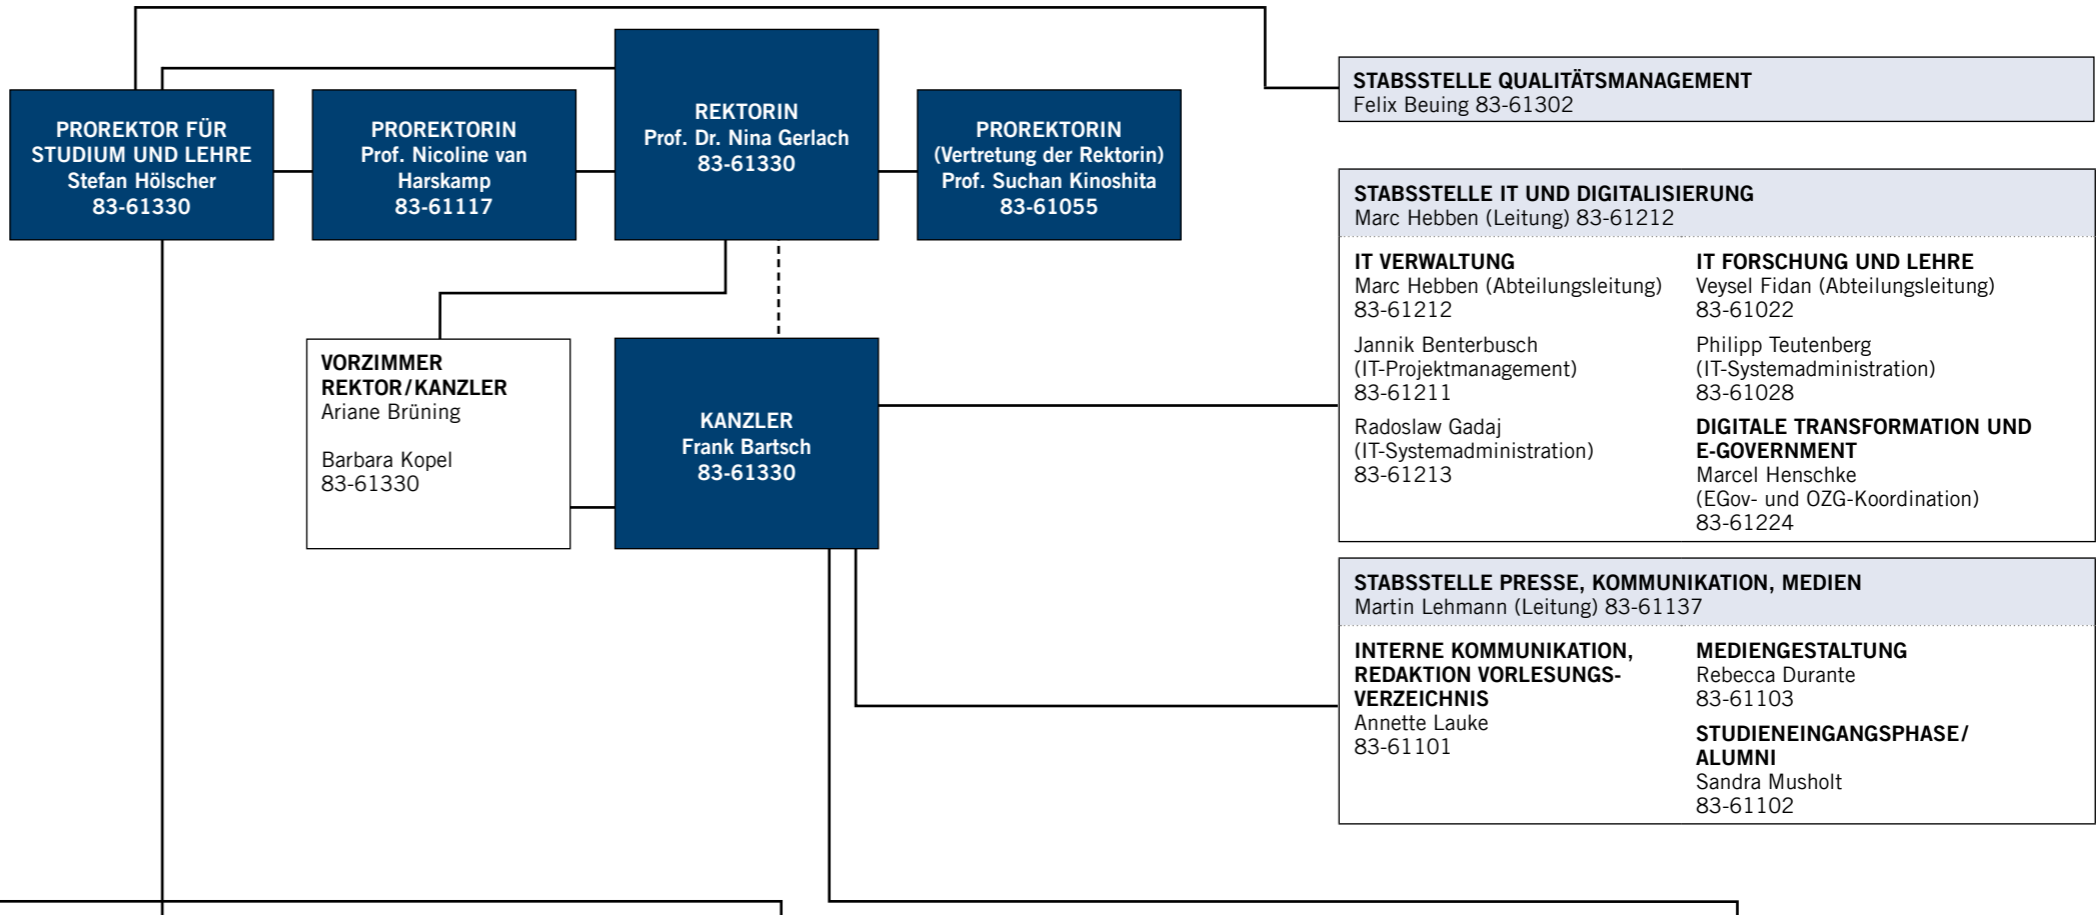 PROREKTOR FÜR
STUDIUM UND LEHRE
Stefan Hölscher
83-61330
PROREKTORIN
Prof. Nicoline van
Harskamp
83-61117
REKTORIN
Prof. Dr. Nina Gerlach
83-61330
PROREKTORIN
(Vertretung der Rektorin)
Prof. Suchan Kinoshita
83-61055
VORZIMMER
REKTOR/KANZLER
Ariane Brüning
Barbara Kopel
83-61330
KANZLER
Frank Bartsch
83-61330
STABSSTELLE QUALITÄTSMANAGEMENT
Felix Beuing 83-61302
STABSSTELLE IT UND DIGITALISIERUNG
Marc Hebben (Leitung) 83-61212
IT VERWALTUNG
Marc Hebben (Abteilungsleitung)
83-61212
Jannik Benterbusch
(IT-Projektmanagement)
83-61211
Radoslaw Gadaj
(IT-Systemadministration)
83-61213
IT FORSCHUNG UND LEHRE
Veysel Fidan (Abteilungsleitung)
83-61022
Philipp Teutenberg
(IT-Systemadministration)
83-61028
DIGITALE TRANSFORMATION UND
E-GOVERNMENT
Marcel Henschke
(EGov- und OZG-Koordination)
83-61224
STABSSTELLE PRESSE, KOMMUNIKATION, MEDIEN
Martin Lehmann (Leitung) 83-61137
INTERNE KOMMUNIKATION,
REDAKTION VORLESUNGS-
VERZEICHNIS
Annette Lauke
83-61101
MEDIENGESTALTUNG
Rebecca Durante
83-61103
STUDIENEINGANGSPHASE/
ALUMNI
Sandra Musholt
83-61102